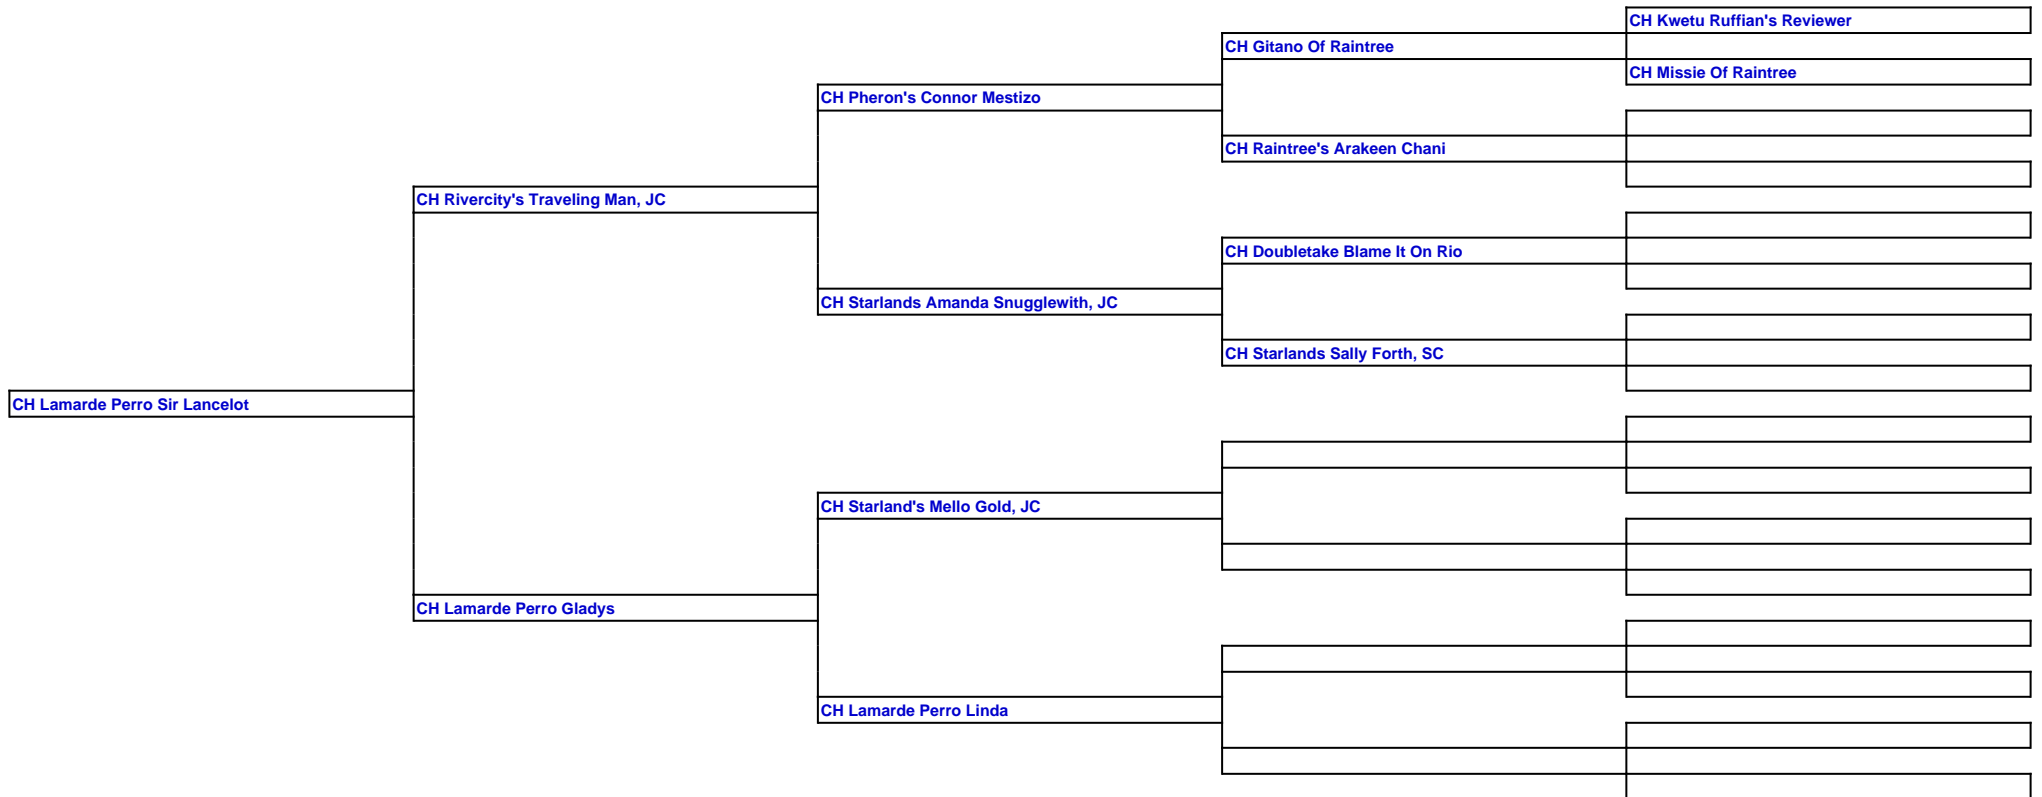 CH Kwetu Ruffian's Reviewer
CH Gitano Of Raintree
CH Missie Of Raintree
CH Pheron's Connor Mestizo
CH Raintree's Arakeen Chani
CH Rivercity's Traveling Man, JC
CH Doubletake Blame It On Rio
CH Starlands Amanda Snugglewith, JC
CH Starlands Sally Forth, SC
CH Lamarde Perro Sir Lancelot
CH Starland's Mello Gold, JC
CH Lamarde Perro Gladys
CH Lamarde Perro Linda